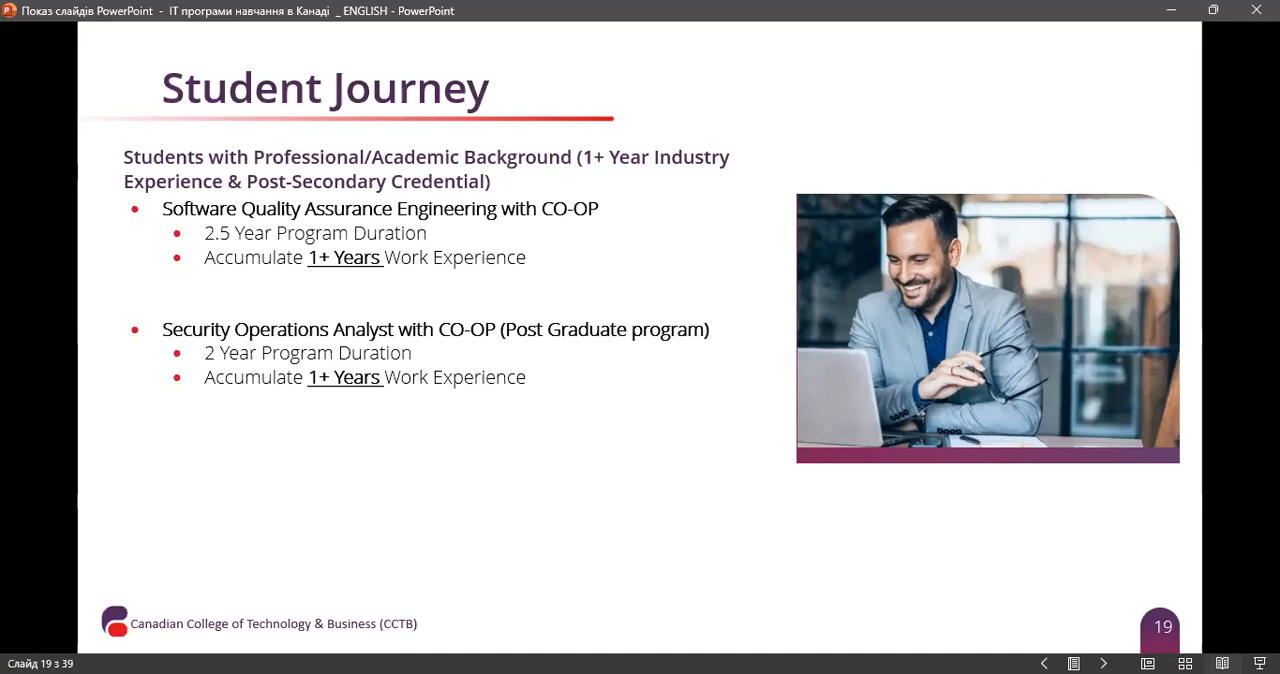 Показ слайдів PowerPoint - ІТ програми навчання в Канаді _ ENGLISH - PowerPoint
Student Journey
Students with Professional/Academic Background (1+ Year Industry
Experience & Post-Secondary Credential)
Software Quality Assurance Engineering with CO-OP
2.5 Year Program Duration
Accumulate 1+ Years Work Experience
Security Operations Analyst with CO-OP (Post Graduate program)
2 Year Program Duration
Accumulate 1+ Years Work Experience
Canadian College of Technology & Business (CCTB)
19
Слайд 19 з 39